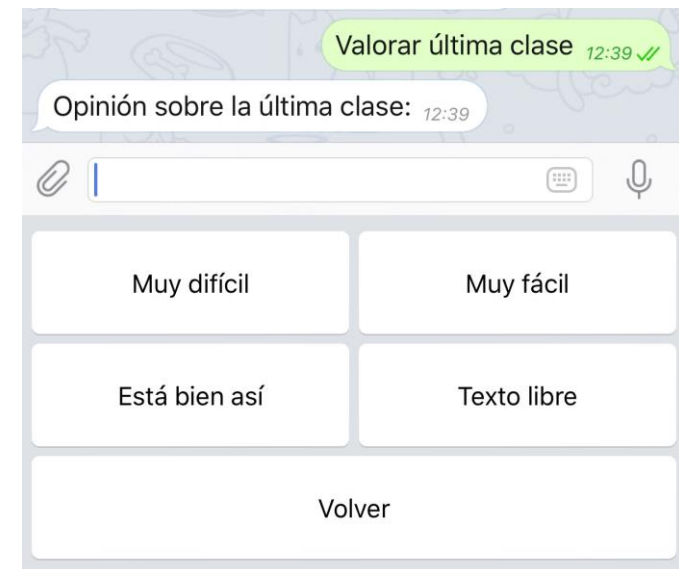 Valorar última clase 12:39
Opinión sobre la última clase: 12:39
Muy difícil
Muy fácil
Está bien así
Texto libre
Volver